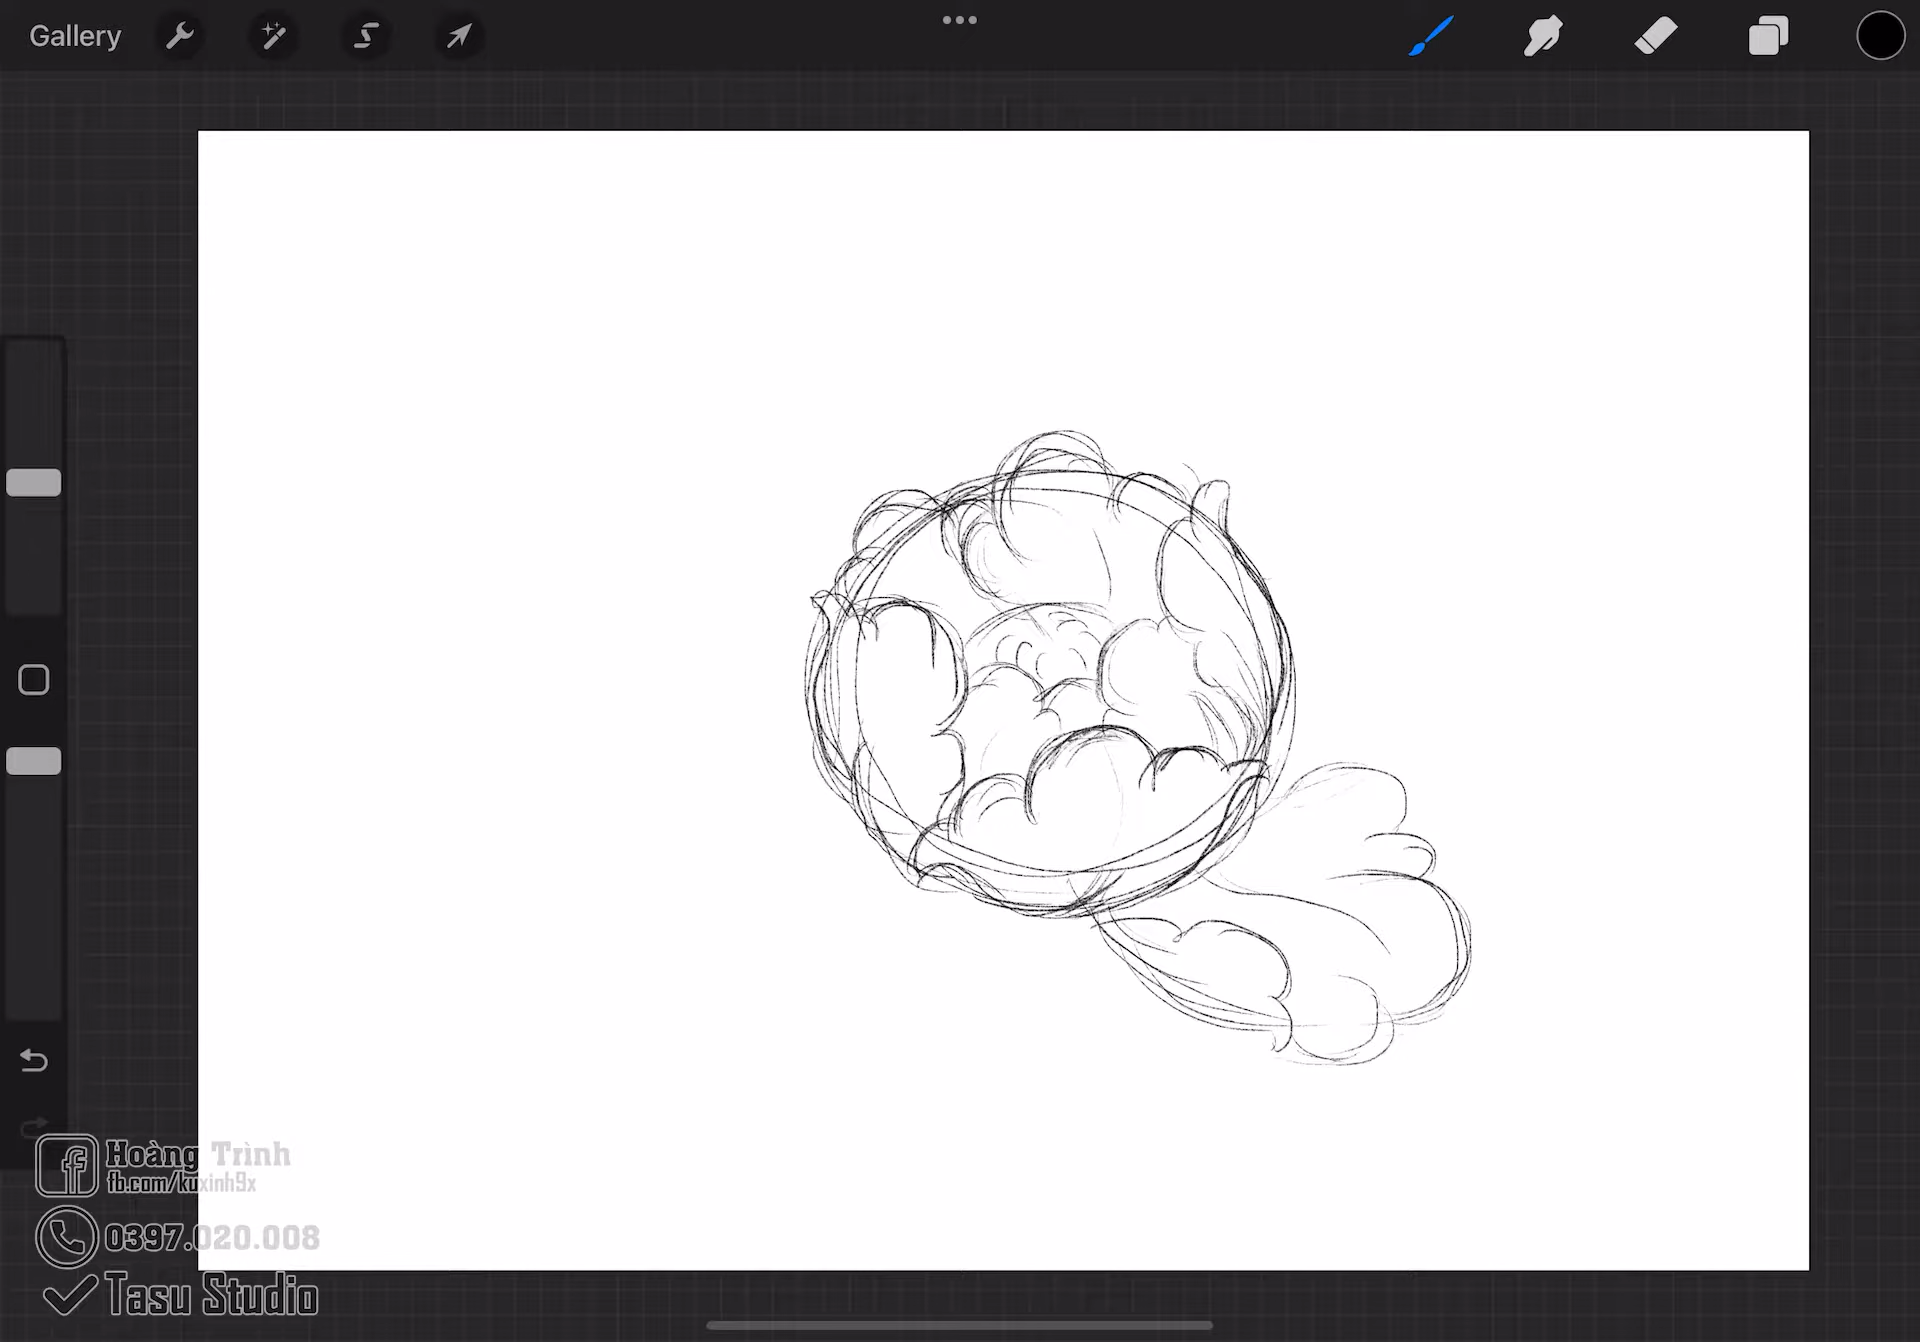 Gallery
Hoàng Trình
fb.com/kuxinh9x
0397.020.008
Tasu Studio